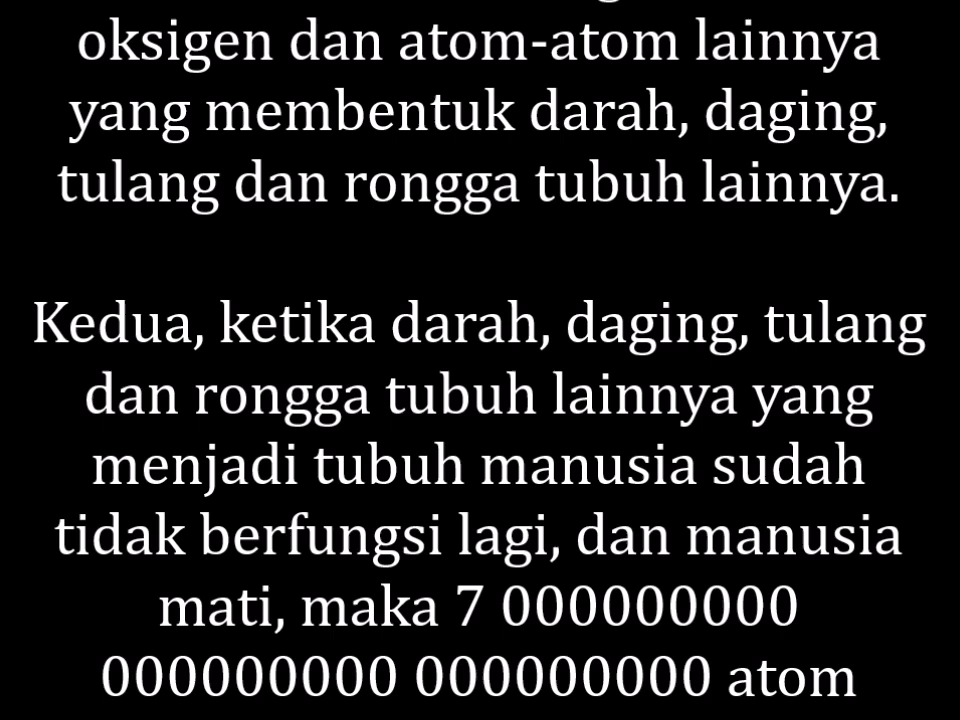 oksigen dan atom-atom lainnya
yang membentuk darah, daging,
tulang dan rongga tubuh lainnya.
Kedua, ketika darah, daging, tulang
dan rongga tubuh lainnya yang
menjadi tubuh manusia sudah
tidak berfungsi lagi, dan manusia
mati, maka 7 000000000
000000000 000000000 atom